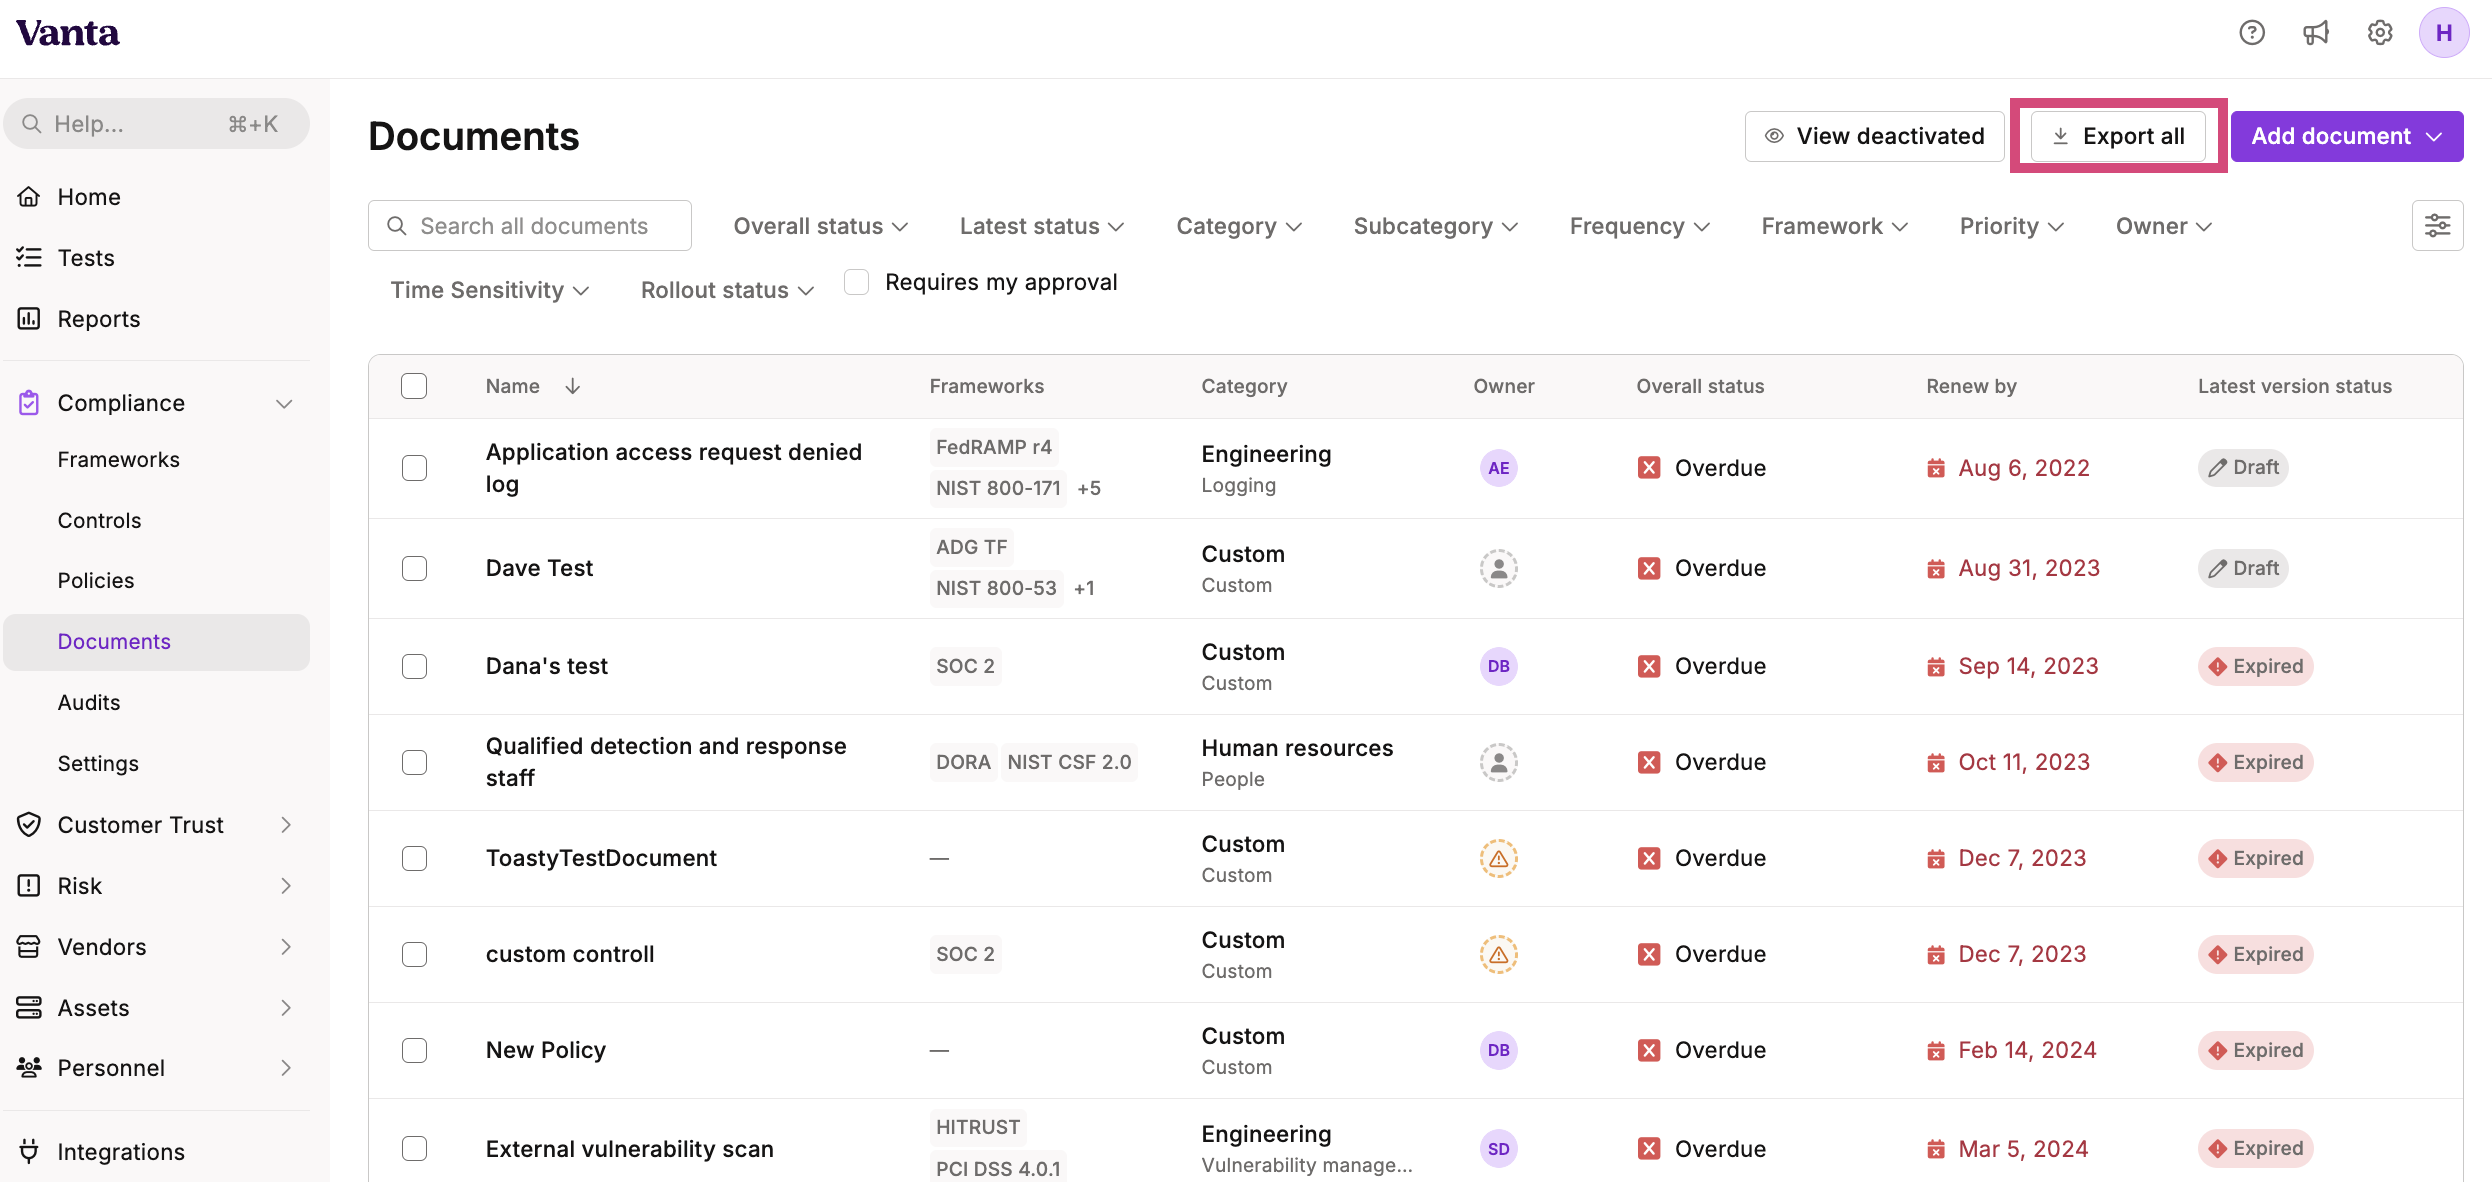 Vanta
H
Help... ⌘+K
Home
Tests
Reports
Compliance
Frameworks
Controls
Policies
Documents
Audits
Settings
Customer Trust
Risk
Vendors
Assets
Personnel
Integrations
Documents
View deactivated
Export all
Add document
Search all documents
Overall status
Latest status
Category
Subcategory
Frequency
Framework
Priority
Owner
Time Sensitivity
Rollout status
Requires my approval
Name Frameworks Category Owner Overall status Renew by Latest version status
Application access request denied
log
FedRAMP r4
NIST 800-171 +5
Engineering
Logging
AE
Overdue
Aug 6, 2022
Draft
Dave Test
ADG TF
NIST 800-53 +1
Custom
Custom
Overdue
Aug 31, 2023
Draft
Dana's test
SOC 2
Custom
Custom
DB
Overdue
Sep 14, 2023
Expired
Qualified detection and response
staff
DORA NIST CSF 2.0
Human resources
People
Overdue
Oct 11, 2023
Expired
ToastyTestDocument
—
Custom
Custom
Overdue
Dec 7, 2023
Expired
custom controll
SOC 2
Custom
Custom
Overdue
Dec 7, 2023
Expired
New Policy
—
Custom
Custom
DB
Overdue
Feb 14, 2024
Expired
External vulnerability scan
HITRUST
PCI DSS 4.0.1
Engineering
Vulnerability manage...
SD
Overdue
Mar 5, 2024
Expired